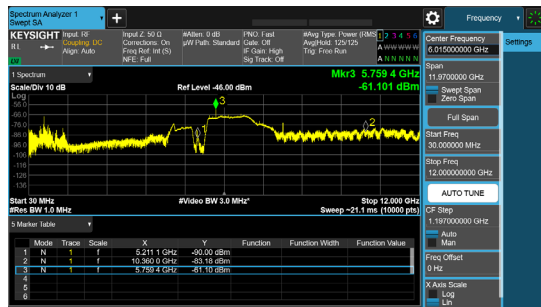 Spectrum Analyzer 1
Swept SA
+
Frequency
KEYSIGHT
Input: RF
Coupling: DC
Align: Auto
Input Z: 50 Ω
Corrections: On
Freq Ref: Int (S)
NFE: Full
#Atten: 0 dB
µW Path: Standard
PNO: Fast
Gate: Off
IF Gain: High
Sig Track: Off
#Avg Type: Power (RMS
Avg|Hold: 125/125
Trig: Free Run
1 2 3 4 5 6
A W W W W W
A N N N N N
1 Spectrum
Scale/Div 10 dB
Ref Level -46.00 dBm
Mkr3 5.759 4 GHz
-61.101 dBm
Log
-56.0
-66.0
-76.0
-86.0
-96.0
-106
-116
-126
-136
3
1
2
Start 30 MHz
#Res BW 1.0 MHz
#Video BW 3.0 MHz*
Stop 12.000 GHz
Sweep ~21.1 ms (10000 pts)
5 Marker Table
Mode Trace Scale X Y Function Function Width Function Value
1 N 1 f 5.211 1 GHz -90.00 dBm
2 N 1 f 10.360 0 GHz -83.18 dBm
3 N 1 f 5.759 4 GHz -61.10 dBm
4
5
6
Center Frequency
6.015000000 GHz
Settings
Span
11.9700000 GHz
Swept Span
Zero Span
Full Span
Start Freq
30.000000 MHz
Stop Freq
12.000000000 GHz
AUTO TUNE
CF Step
1.197000000 GHz
Auto
Man
Freq Offset
0 Hz
X Axis Scale
Log
Lin